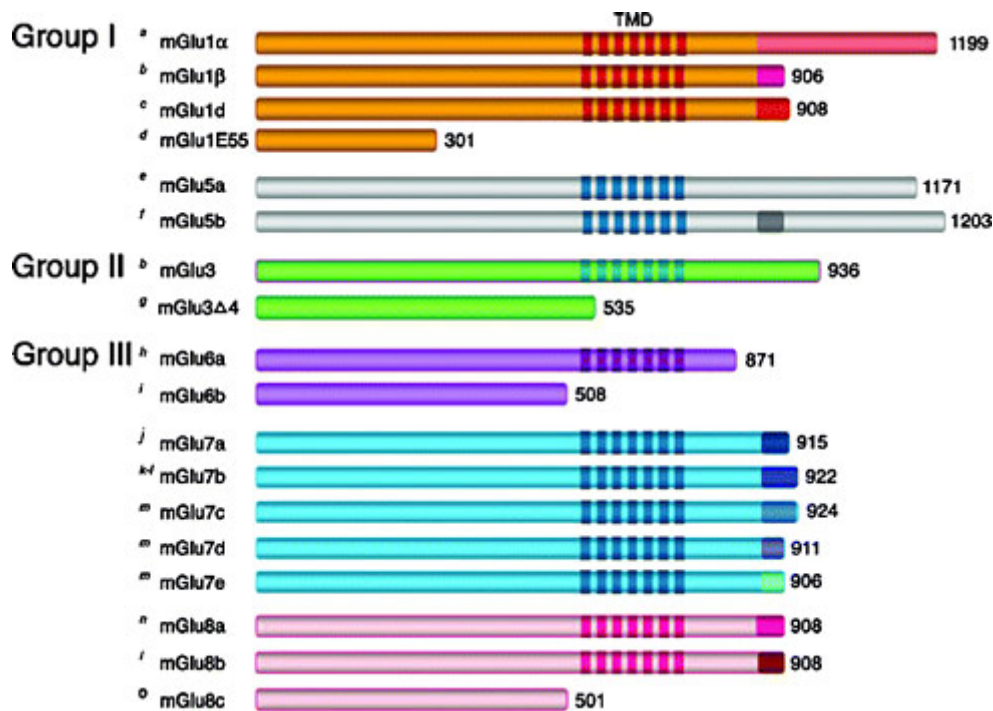 TMD
Group I a mGlu1α 1199
b mGlu1β 906
c mGlu1d 908
d mGlu1E55 301
e mGlu5a 1171
f mGlu5b 1203
Group II b mGlu3 936
g mGlu3Δ4 535
Group III h mGlu6a 871
i mGlu6b 508
j mGlu7a 915
k-l mGlu7b 922
m mGlu7c 924
m mGlu7d 911
m mGlu7e 906
n mGlu8a 908
mGlu8b 908
o mGlu8c 501